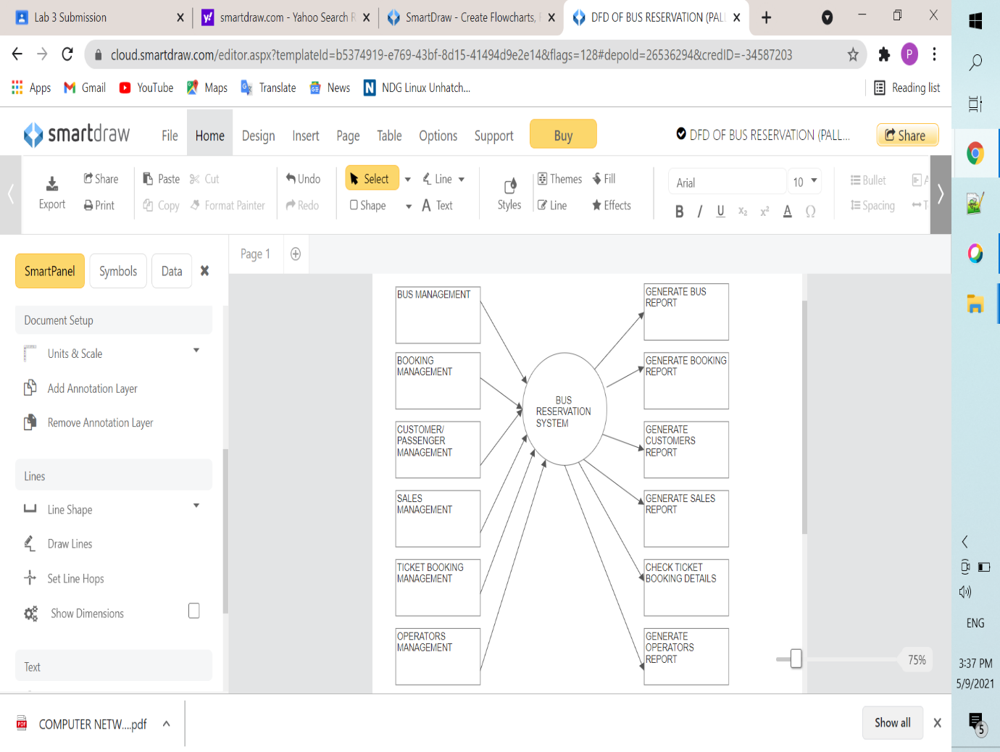 Lab 3 Submission
smartdraw.com - Yahoo Search R
SmartDraw - Create Flowcharts, F
DFD OF BUS RESERVATION (PALL
cloud.smartdraw.com/editor.aspx?templateId=b5374919-e769-43bf-8d15-41494d9e2e14&flags=128#depoId=26536294&credID=-34587203
P
Apps
Gmail
YouTube
Maps
Translate
News
N NDG Linux Unhatch...
Reading list
smartdraw
File
Home
Design
Insert
Page
Table
Options
Support
Buy
DFD OF BUS RESERVATION (PALL...
Share
Export
Share
Print
Paste
Cut
Copy
Format Painter
Undo
Redo
Select
Line
Shape
A Text
Styles
Themes
Fill
Line
Effects
Arial
10
B I U X₂ X² A Ω
Bullet
Spacing
A
T
SmartPanel
Symbols
Data
Page 1
Document Setup
Units & Scale
Add Annotation Layer
Remove Annotation Layer
Lines
Line Shape
Draw Lines
Set Line Hops
Show Dimensions
Text
BUS MANAGEMENT
BOOKING
MANAGEMENT
CUSTOMER/
PASSENGER
MANAGEMENT
SALES
MANAGEMENT
TICKET BOOKING
MANAGEMENT
OPERATORS
MANAGEMENT
BUS
RESERVATION
SYSTEM
GENERATE BUS
REPORT
GENERATE BOOKING
REPORT
GENERATE
CUSTOMERS
REPORT
GENERATE SALES
REPORT
CHECK TICKET
BOOKING DETAILS
GENERATE
OPERATORS
REPORT
75%
PDF
COMPUTER NETW....pdf
Show all
ENG
3:37 PM
5/9/2021
5